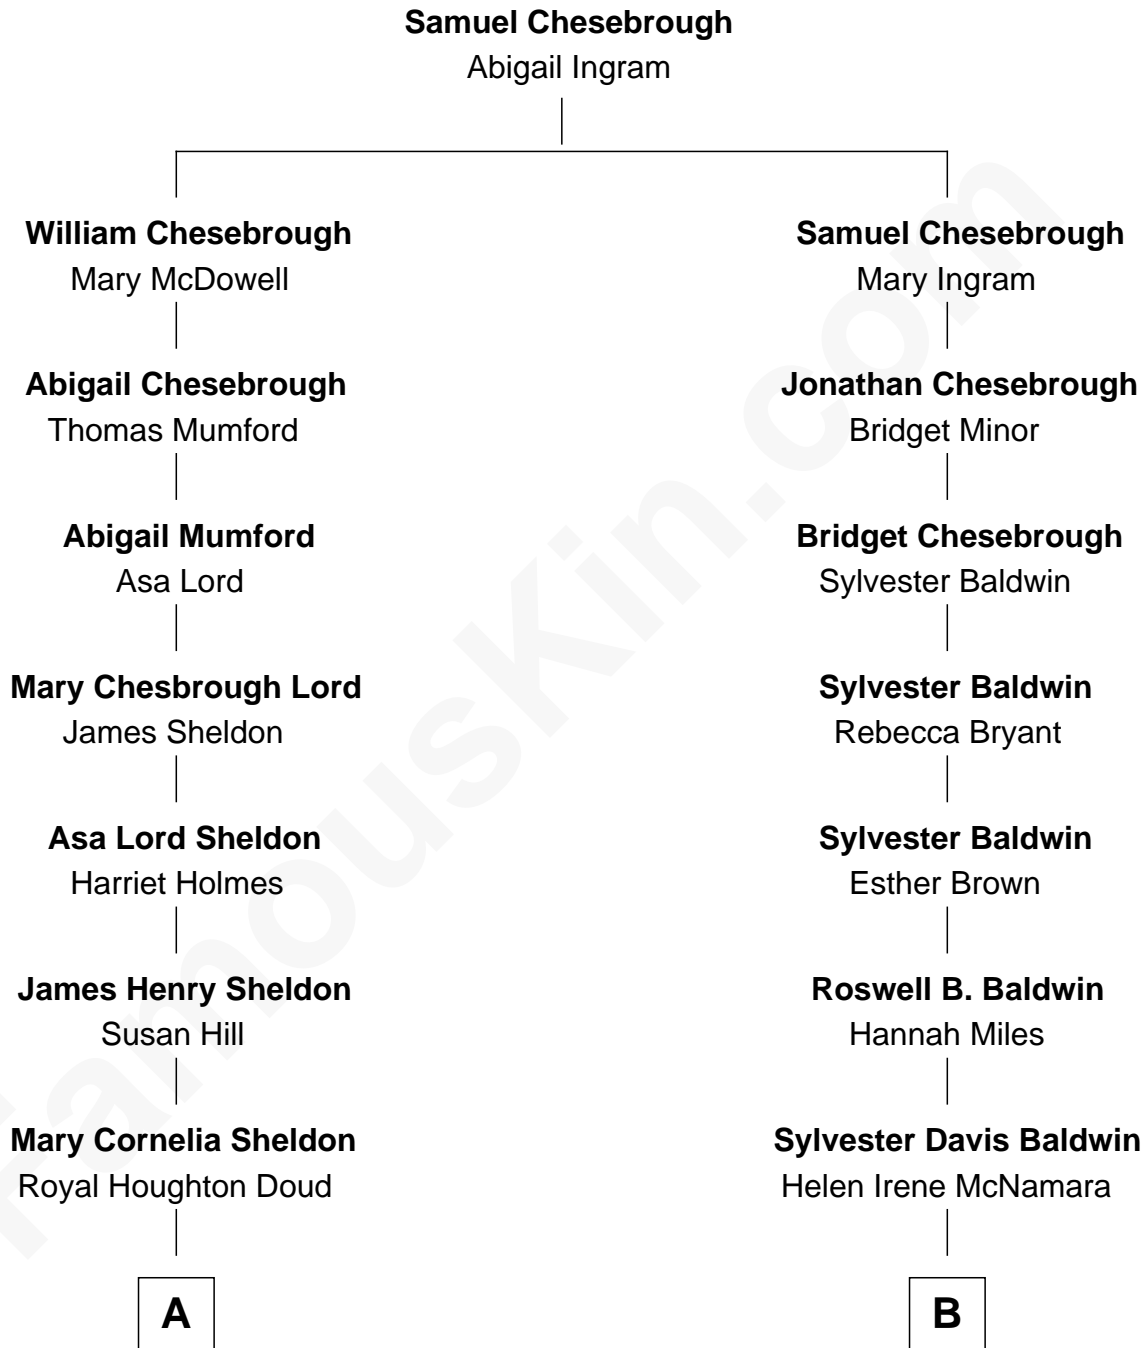 Samuel Chesebrough
Abigail Ingram
William Chesebrough
Mary McDowell
Samuel Chesebrough
Mary Ingram
Abigail Chesebrough
Thomas Mumford
Jonathan Chesebrough
Bridget Minor
Abigail Mumford
Asa Lord
Bridget Chesebrough
Sylvester Baldwin
Mary Chesbrough Lord
James Sheldon
Sylvester Baldwin
Rebecca Bryant
Asa Lord Sheldon
Harriet Holmes
Sylvester Baldwin
Esther Brown
James Henry Sheldon
Susan Hill
Roswell B. Baldwin
Hannah Miles
Mary Cornelia Sheldon
Royal Houghton Doud
Sylvester Davis Baldwin
Helen Irene McNamara
A
B
FamousKin.com